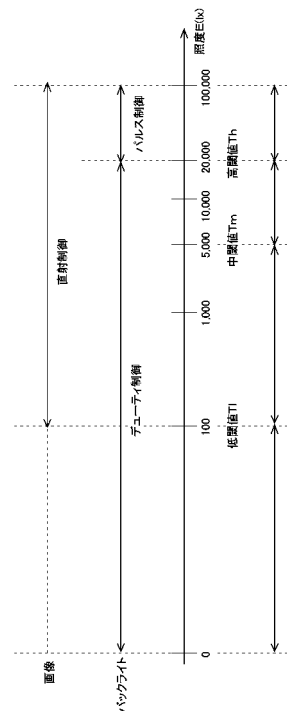 画像
直射制御
バックライト
デューティ制御
パルス制御
0
100
1,000
5,000
10,000
20,000
100,000
照度E(lx)
低閾値Tl
中閾値Tm
高閾値Th